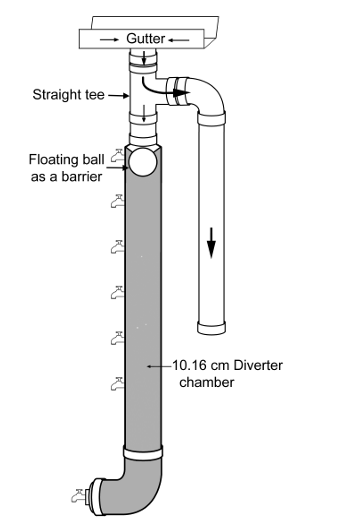 Gutter
Straight tee
Floating ball
as a barrier
10.16 cm Diverter
chamber